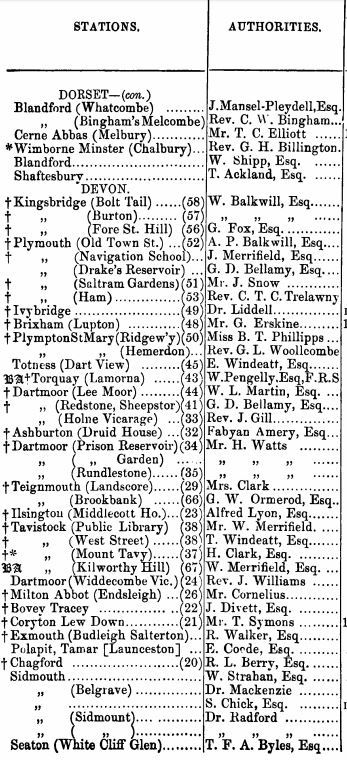 STATIONS. AUTHORITIES.
DORSET—(con.)
Blandford (Whatcombe) ......... J.Mansel-Pleydell,Esq.
„ (Bingham's Melcombe) Rev. C. W. Bingham...
Cerne Abbas (Melbury)............ Mr. T. C. Elliott ......
*Wimborne Minster (Chalbury)... Rev. G. H. Billington.
Blandford................................ W. Shipp, Esq. ......
Shaftesbury............................. T. Ackland, Esq. ......
DEVON.
†Kingsbridge (Bolt Tail) ......(58) W. Balkwill, Esq.......
† „ (Burton)......... (57) „ „ „ ......
† „ (Fore St. Hill) (56) G. Fox, Esq. ............
†Plymouth (Old Town St.) ...(52) A. P. Balkwill, Esq....
† „ (Navigation School)... J. Merrifield, Esq......
„ (Drake's Reservoir) ... G. D. Bellamy, Esq....
† „ (Saltram Gardens)(51) Mr. J. Snow ............
† „ (Ham)...............(53) Rev. C. T. C. Trelawny
†Ivybridge ........................(49) Dr. Liddell...............
†Brixham (Lupton) ............(48) Mr. G. Erskine.........
†PlymptonStMary(Ridgew'y)(50) Miss B. T. Phillipps ...
„ „ (Hemerdon)... Rev. G. L. Woollcombe
Totness (Dart View) .........(45) E. Windeatt, Esq.......
BA†Torquay (Lamorna) ......(43) W.Pengelly.Esq,F.R.S
†Dartmoor (Lee Moor) .........(44) W. L. Martin, Esq. ...
† „ (Redstone, Sheepstor)(41) G. D. Bellamy, Esq....
„ (Holne Vicarage) ...(33) Rev. J. Gill...............
†Ashburton (Druid House) ...(32) Fabyan Amery, Esq...
†Dartmoor (Prison Reservoir)(34) Mr. H. Watts .........
„ ( „ Garden) ...... „ „ „ .........
„ (Rundlestone)......(35) „ „ „ .........
†Teignmouth (Landscore)......(29) Mrs. Clark ...............
„ (Brookbank) ......(66) G. W. Ormerod, Esq..
†Ilsington (Middlecott Ho.)...(23) Alfred Lyon, Esq. ......
†Tavistock (Public Library) (38) Mr. W. Merrifield. ...
† „ (West Street) ......(38) T. Windeatt, Esq.......
†* „ (Mount Tavy)......(37) H. Clark, Esq. .........
BA „ (Kilworthy Hill) (67) W. Merrifield, Esq. ...
Dartmoor(Widdecombe Vic.)(24) Rev. J. Williams ......
†Milton Abbot (Endsleigh) ...(26) Mr. Cornelius............
†Bovey Tracey ..................(22) J. Divett, Esq. .........
†Coryton Lew Down............(21) Mr. T. Symons .........
†Exmouth (Budleigh Salterton)... R. Walker, Esq.........
Polapit, Tamar [Launceston] ... E. Coode, Esq. .........
†Chagford ........................(20) R. L. Berry, Esq. ......
Sidmouth .............................. W. Strahan, Esq. ......
„ (Belgrave) .................. Dr. Mackenzie .........
„ ........................... S. Chick, Esq. .........
„ (Sidmount).... ............ Dr. Radford ............
„ ( „ )............... „ „ .........
Seaton (White Cliff Glen)......... T. F. A. Byles, Esq....